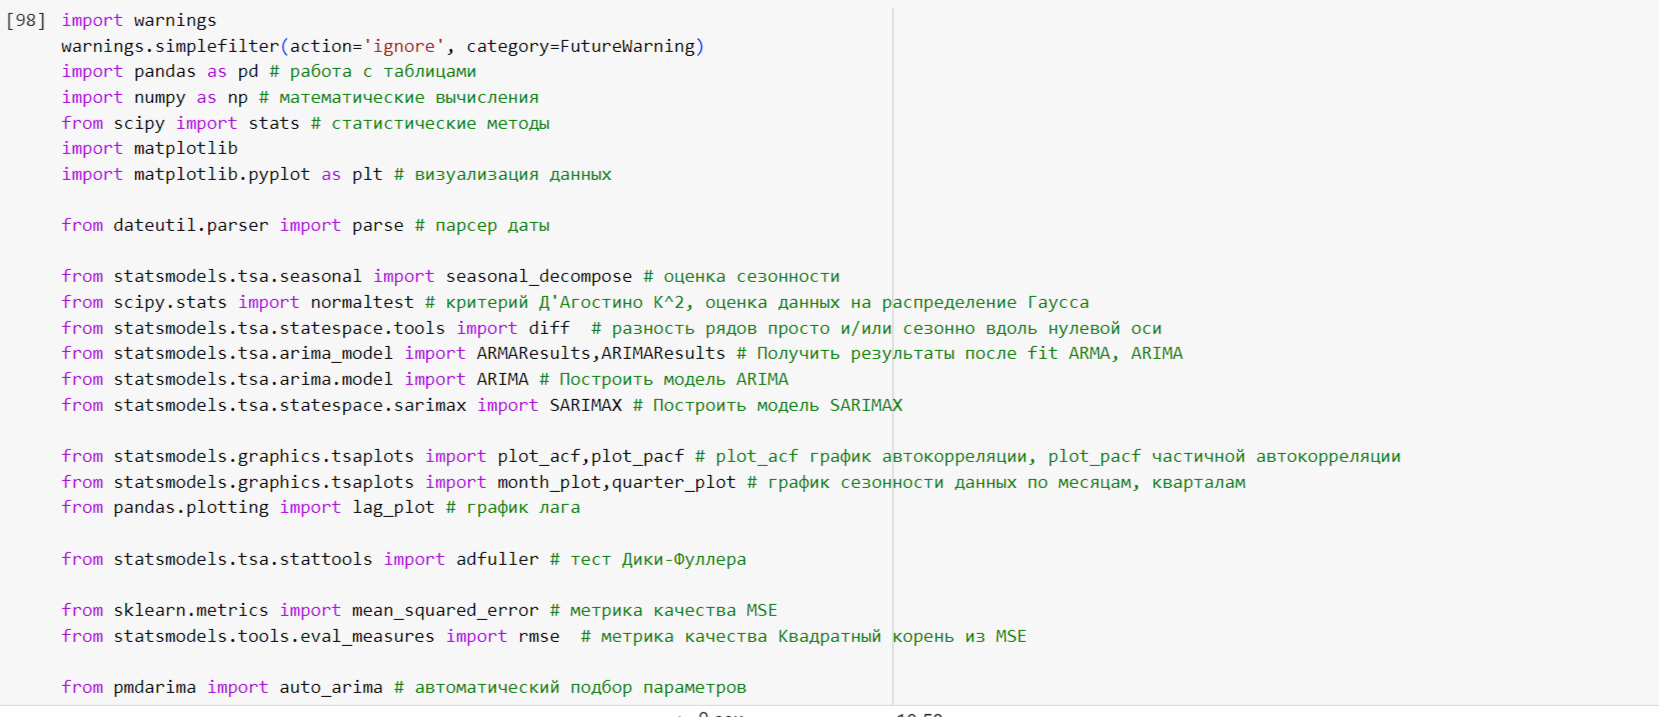 [98] import warnings
warnings.simplefilter(action='ignore', category=FutureWarning)
import pandas as pd # работа с таблицами
import numpy as np # математические вычисления
from scipy import stats # статистические методы
import matplotlib
import matplotlib.pyplot as plt # визуализация данных
from dateutil.parser import parse # парсер даты
from statsmodels.tsa.seasonal import seasonal_decompose # оценка сезонности
from scipy.stats import normaltest # критерий Д'Агостино K^2, оценка данных на распределение Гаусса
from statsmodels.tsa.statespace.tools import diff  # разность рядов просто и/или сезонно вдоль нулевой оси
from statsmodels.tsa.arima_model import ARMAResults,ARIMAResults # Получить результаты после fit ARMA, ARIMA
from statsmodels.tsa.arima.model import ARIMA # Построить модель ARIMA
from statsmodels.tsa.statespace.sarimax import SARIMAX # Построить модель SARIMAX
from statsmodels.graphics.tsaplots import plot_acf,plot_pacf # plot_acf график автокорреляции, plot_pacf частичной автокорреляции
from statsmodels.graphics.tsaplots import month_plot,quarter_plot # график сезонности данных по месяцам, кварталам
from pandas.plotting import lag_plot # график лага
from statsmodels.tsa.stattools import adfuller # тест Дики-Фуллера
from sklearn.metrics import mean_squared_error # метрика качества MSE
from statsmodels.tools.eval_measures import rmse  # метрика качества Квадратный корень из MSE
from pmdarima import auto_arima # автоматический подбор параметров